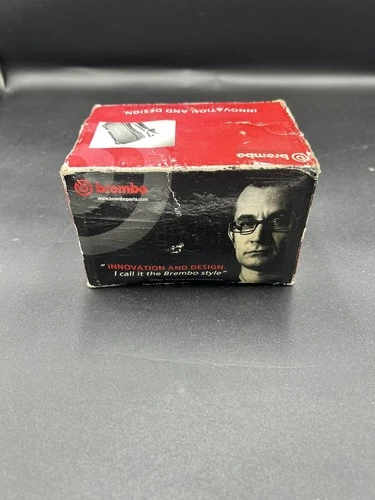 INNOVATION AND DESIGN.
brembo
brembo
www.bremboparts.com
“ INNOVATION AND DESIGN.
I call it the Brembo style”